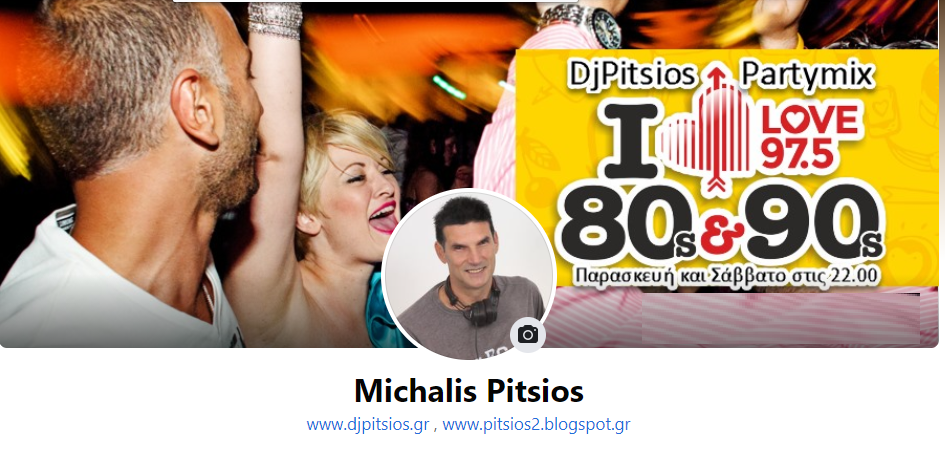 DjPitsios Partymix
I LOVE
97.5
80s & 90s
Παρασκευή και Σάββατο στις 22.00
Michalis Pitsios
www.djpitsios.gr , www.pitsios2.blogspot.gr